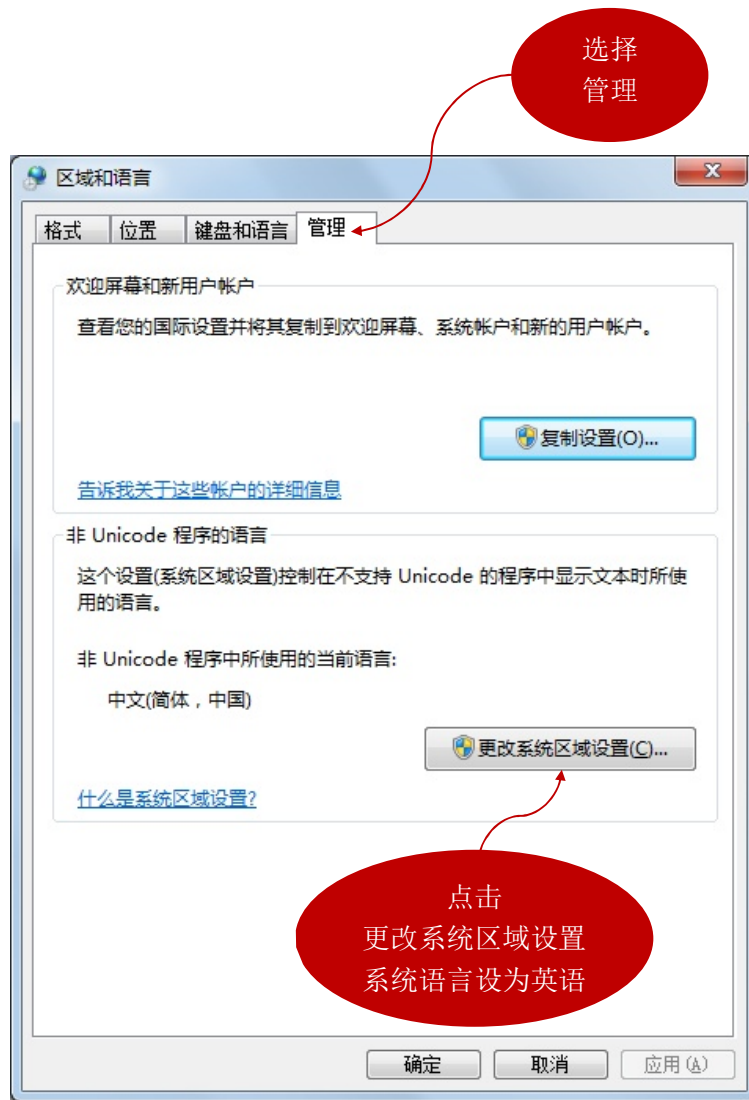 选择
管理
区域和语言
格式
位置
键盘和语言
管理
欢迎屏幕和新用户帐户
查看您的国际设置并将其复制到欢迎屏幕、系统帐户和新的用户帐户。
复制设置(O)...
告诉我关于这些帐户的详细信息
非 Unicode 程序的语言
这个设置(系统区域设置)控制在不支持 Unicode 的程序中显示文本时所使
用的语言。
非 Unicode 程序中所使用的当前语言:
中文(简体，中国)
更改系统区域设置(C)...
什么是系统区域设置?
点击
更改系统区域设置
系统语言设为英语
确定
取消
应用(A)